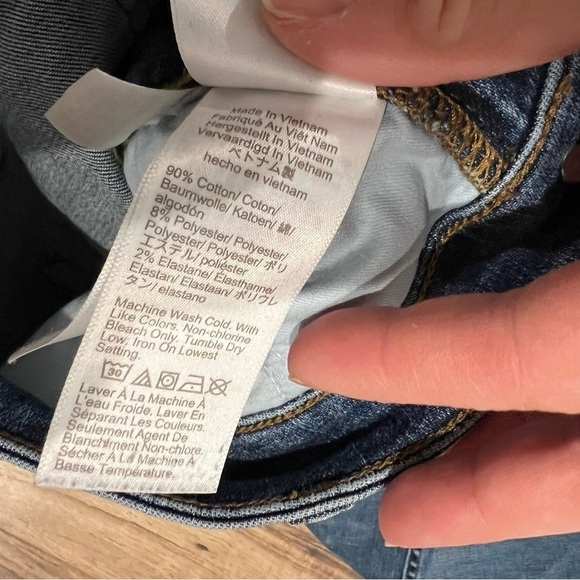 Made In Vietnam
Fabriqué Au Viêt Nam
Hergestellt In Vietnam
Vervaardigd In Vietnam
ベトナム製
hecho en vietnam
90% Cotton/ Coton/
Baumwolle/ Katoen/ 綿/
algodón
8% Polyester/ Polyester/
Polyester/ Polyester/ ポリ
エステル/ poliéster
2% Elastane/ Élasthanne/
Elastan/ Elastaan/ ポリウレ
タン/ elastano
Machine Wash Cold. With
Like Colors. Non-chlorine
Bleach Only. Tumble Dry
Low. Iron On Lowest
Setting.
30
Laver À La Machine À
L'eau Froide. Laver En
Séparant Les Couleurs.
Seulement Agent De
Blanchiment Non-chlore.
Sécher À La Machine À
Basse Température.